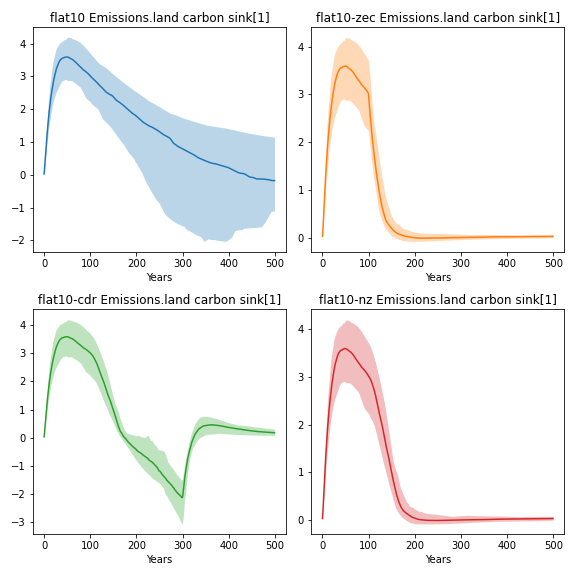 flat10 Emissions.land carbon sink[1]
4
3
2
1
0
−1
−2
0 100 200 300 400 500
Years
flat10-zec Emissions.land carbon sink[1]
4
3
2
1
0
0 100 200 300 400 500
Years
flat10-cdr Emissions.land carbon sink[1]
4
3
2
1
0
−1
−2
−3
0 100 200 300 400 500
Years
flat10-nz Emissions.land carbon sink[1]
4
3
2
1
0
0 100 200 300 400 500
Years